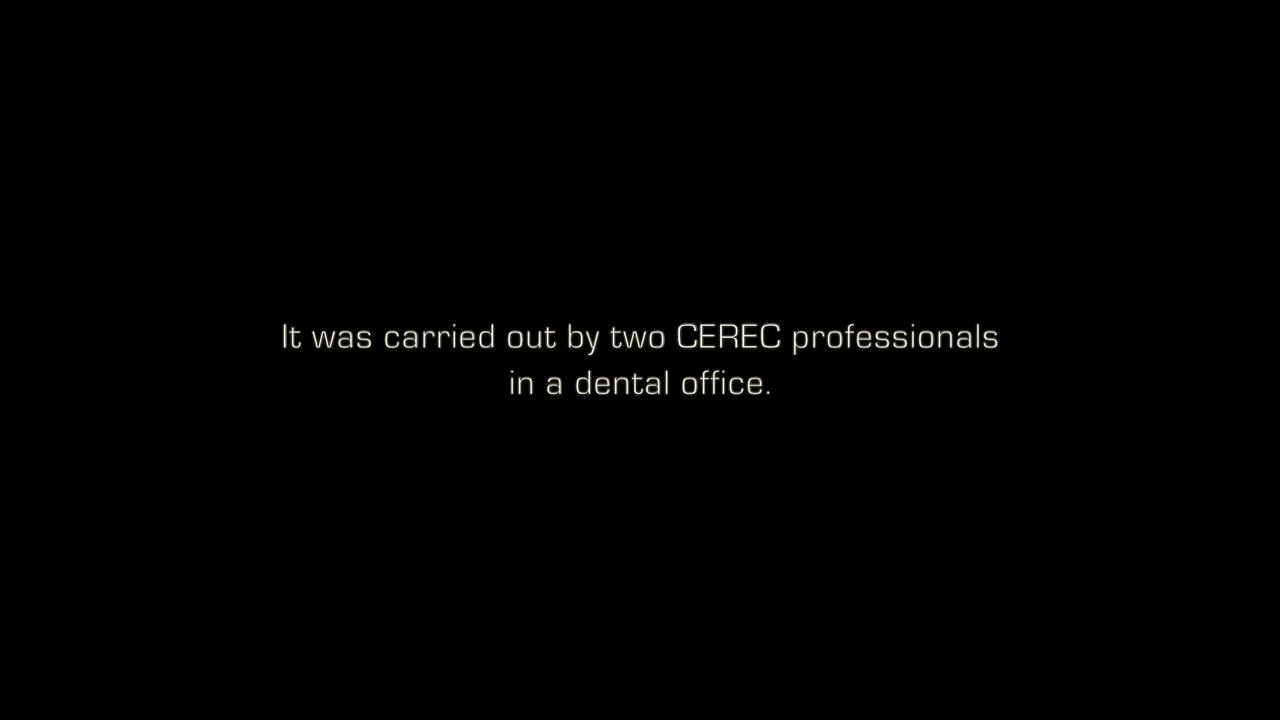 It was carried out by two CEREC professionals
in a dental office.